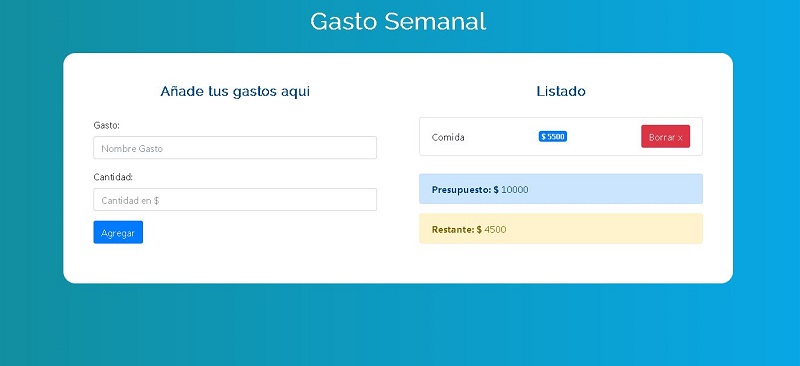 Gasto Semanal
Añade tus gastos aqui
Gasto:
Nombre Gasto
Cantidad:
Cantidad en $
Agregar
Listado
Comida $ 5500 Borrar x
Presupuesto: $ 10000
Restante: $ 4500